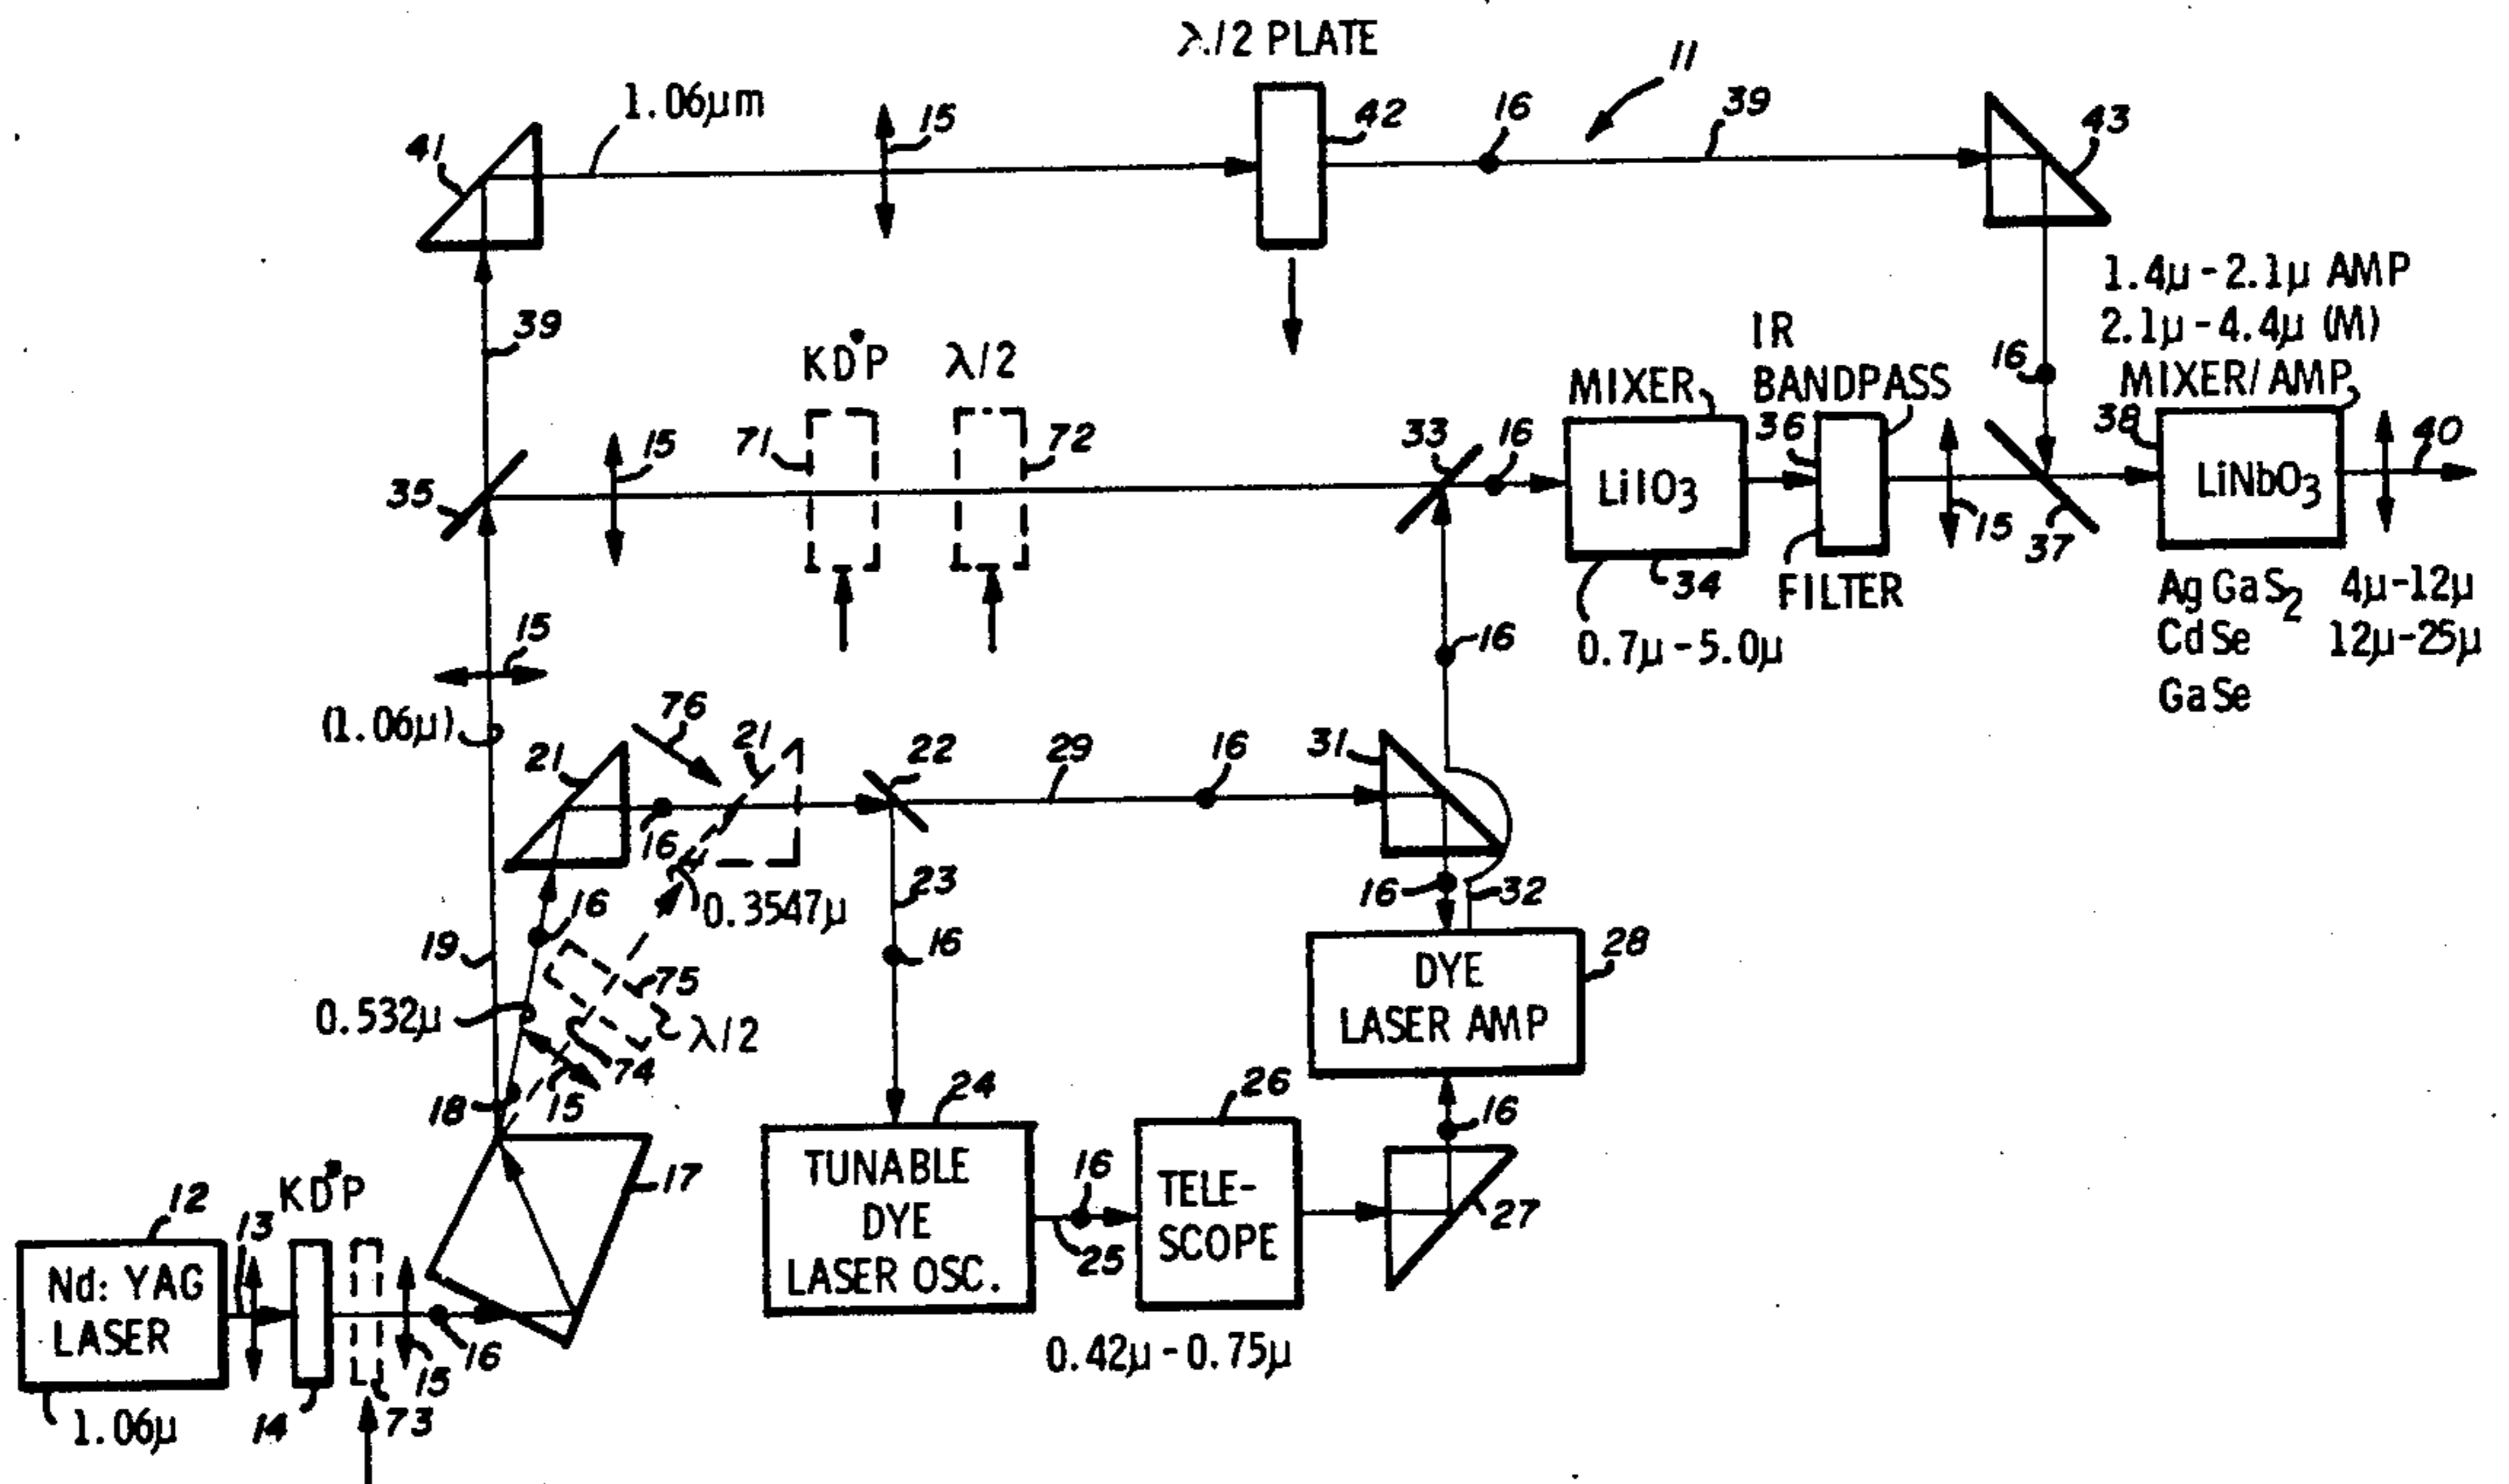 λ/2 PLATE
11
1.06μm
15
42
16
39
43
41
1.4μ-2.1μ AMP
2.1μ-4.4μ (M)
MIXER/AMP
39
KD*P
λ/2
MIXER
IR
BANDPASS
16
38
40
35
15
71
72
33
16
LiIO3
36
LiNbO3
15
37
34
FILTER
0.7μ-5.0μ
AgGaS2 4μ-12μ
CdSe 12μ-25μ
GaSe
15
16
(1.06μ)
76
21
21
22
29
16
31
16
0.3547μ
23
16
32
16
16
19
0.532μ
75
λ/2
74
28
DYE
LASER AMP
18
15
24
26
16
KD*P
12
13
17
TUNABLE
DYE
LASER OSC.
16
25
TELE-
SCOPE
27
Nd: YAG
LASER
16
15
0.42μ-0.75μ
1.06μ
14
73